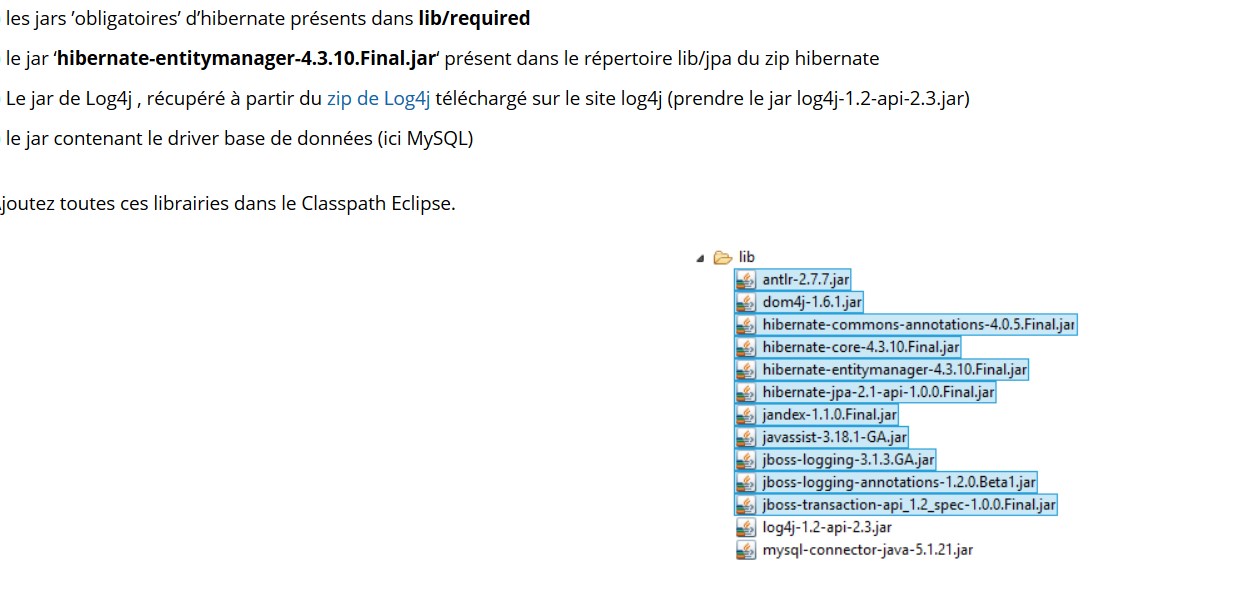 les jars ’obligatoires’ d’hibernate présents dans lib/required
le jar ‘hibernate-entitymanager-4.3.10.Final.jar‘ présent dans le répertoire lib/jpa du zip hibernate
Le jar de Log4j , récupéré à partir du zip de Log4j téléchargé sur le site log4j (prendre le jar log4j-1.2-api-2.3.jar)
le jar contenant le driver base de données (ici MySQL)
joutez toutes ces librairies dans le Classpath Eclipse.
lib
antlr-2.7.7.jar
dom4j-1.6.1.jar
hibernate-commons-annotations-4.0.5.Final.jar
hibernate-core-4.3.10.Final.jar
hibernate-entitymanager-4.3.10.Final.jar
hibernate-jpa-2.1-api-1.0.0.Final.jar
jandex-1.1.0.Final.jar
javassist-3.18.1-GA.jar
jboss-logging-3.1.3.GA.jar
jboss-logging-annotations-1.2.0.Beta1.jar
jboss-transaction-api_1.2_spec-1.0.0.Final.jar
log4j-1.2-api-2.3.jar
mysql-connector-java-5.1.21.jar